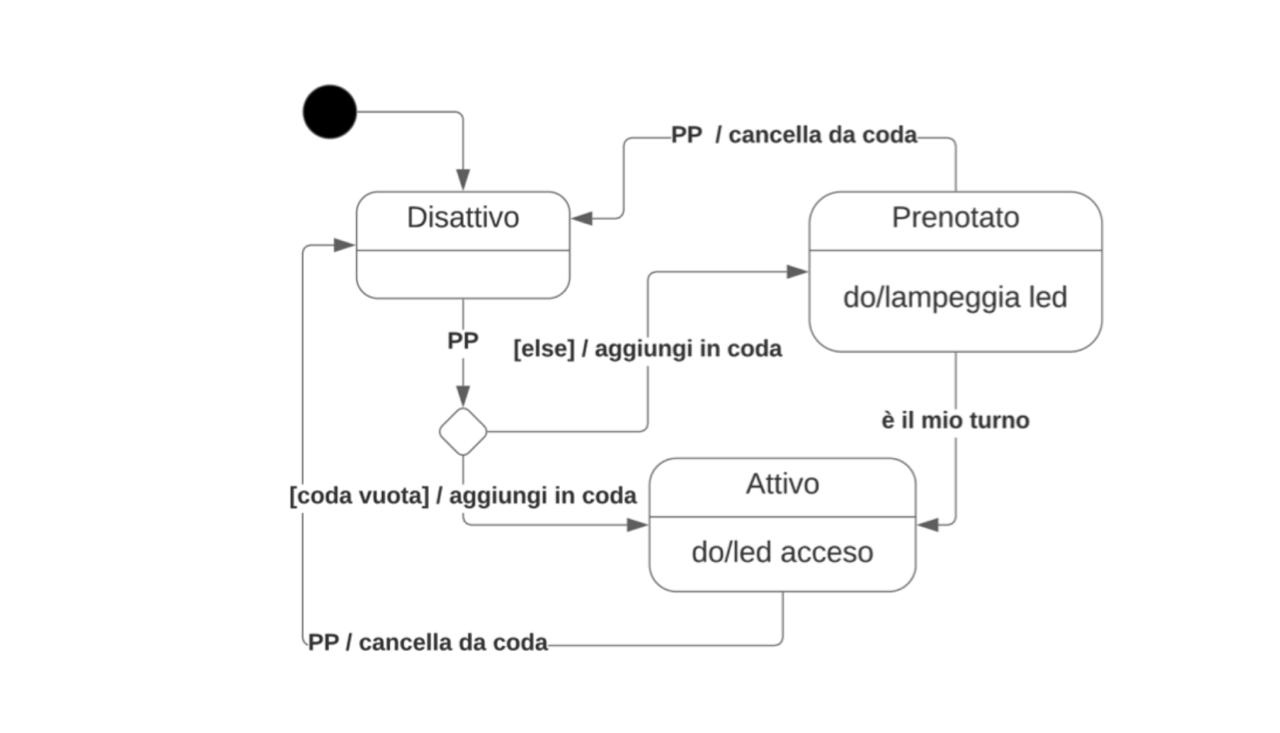 PP / cancella da coda
Disattivo
Prenotato
do/lampeggia led
PP
[else] / aggiungi in coda
è il mio turno
Attivo
[coda vuota] / aggiungi in coda
do/led acceso
PP / cancella da coda